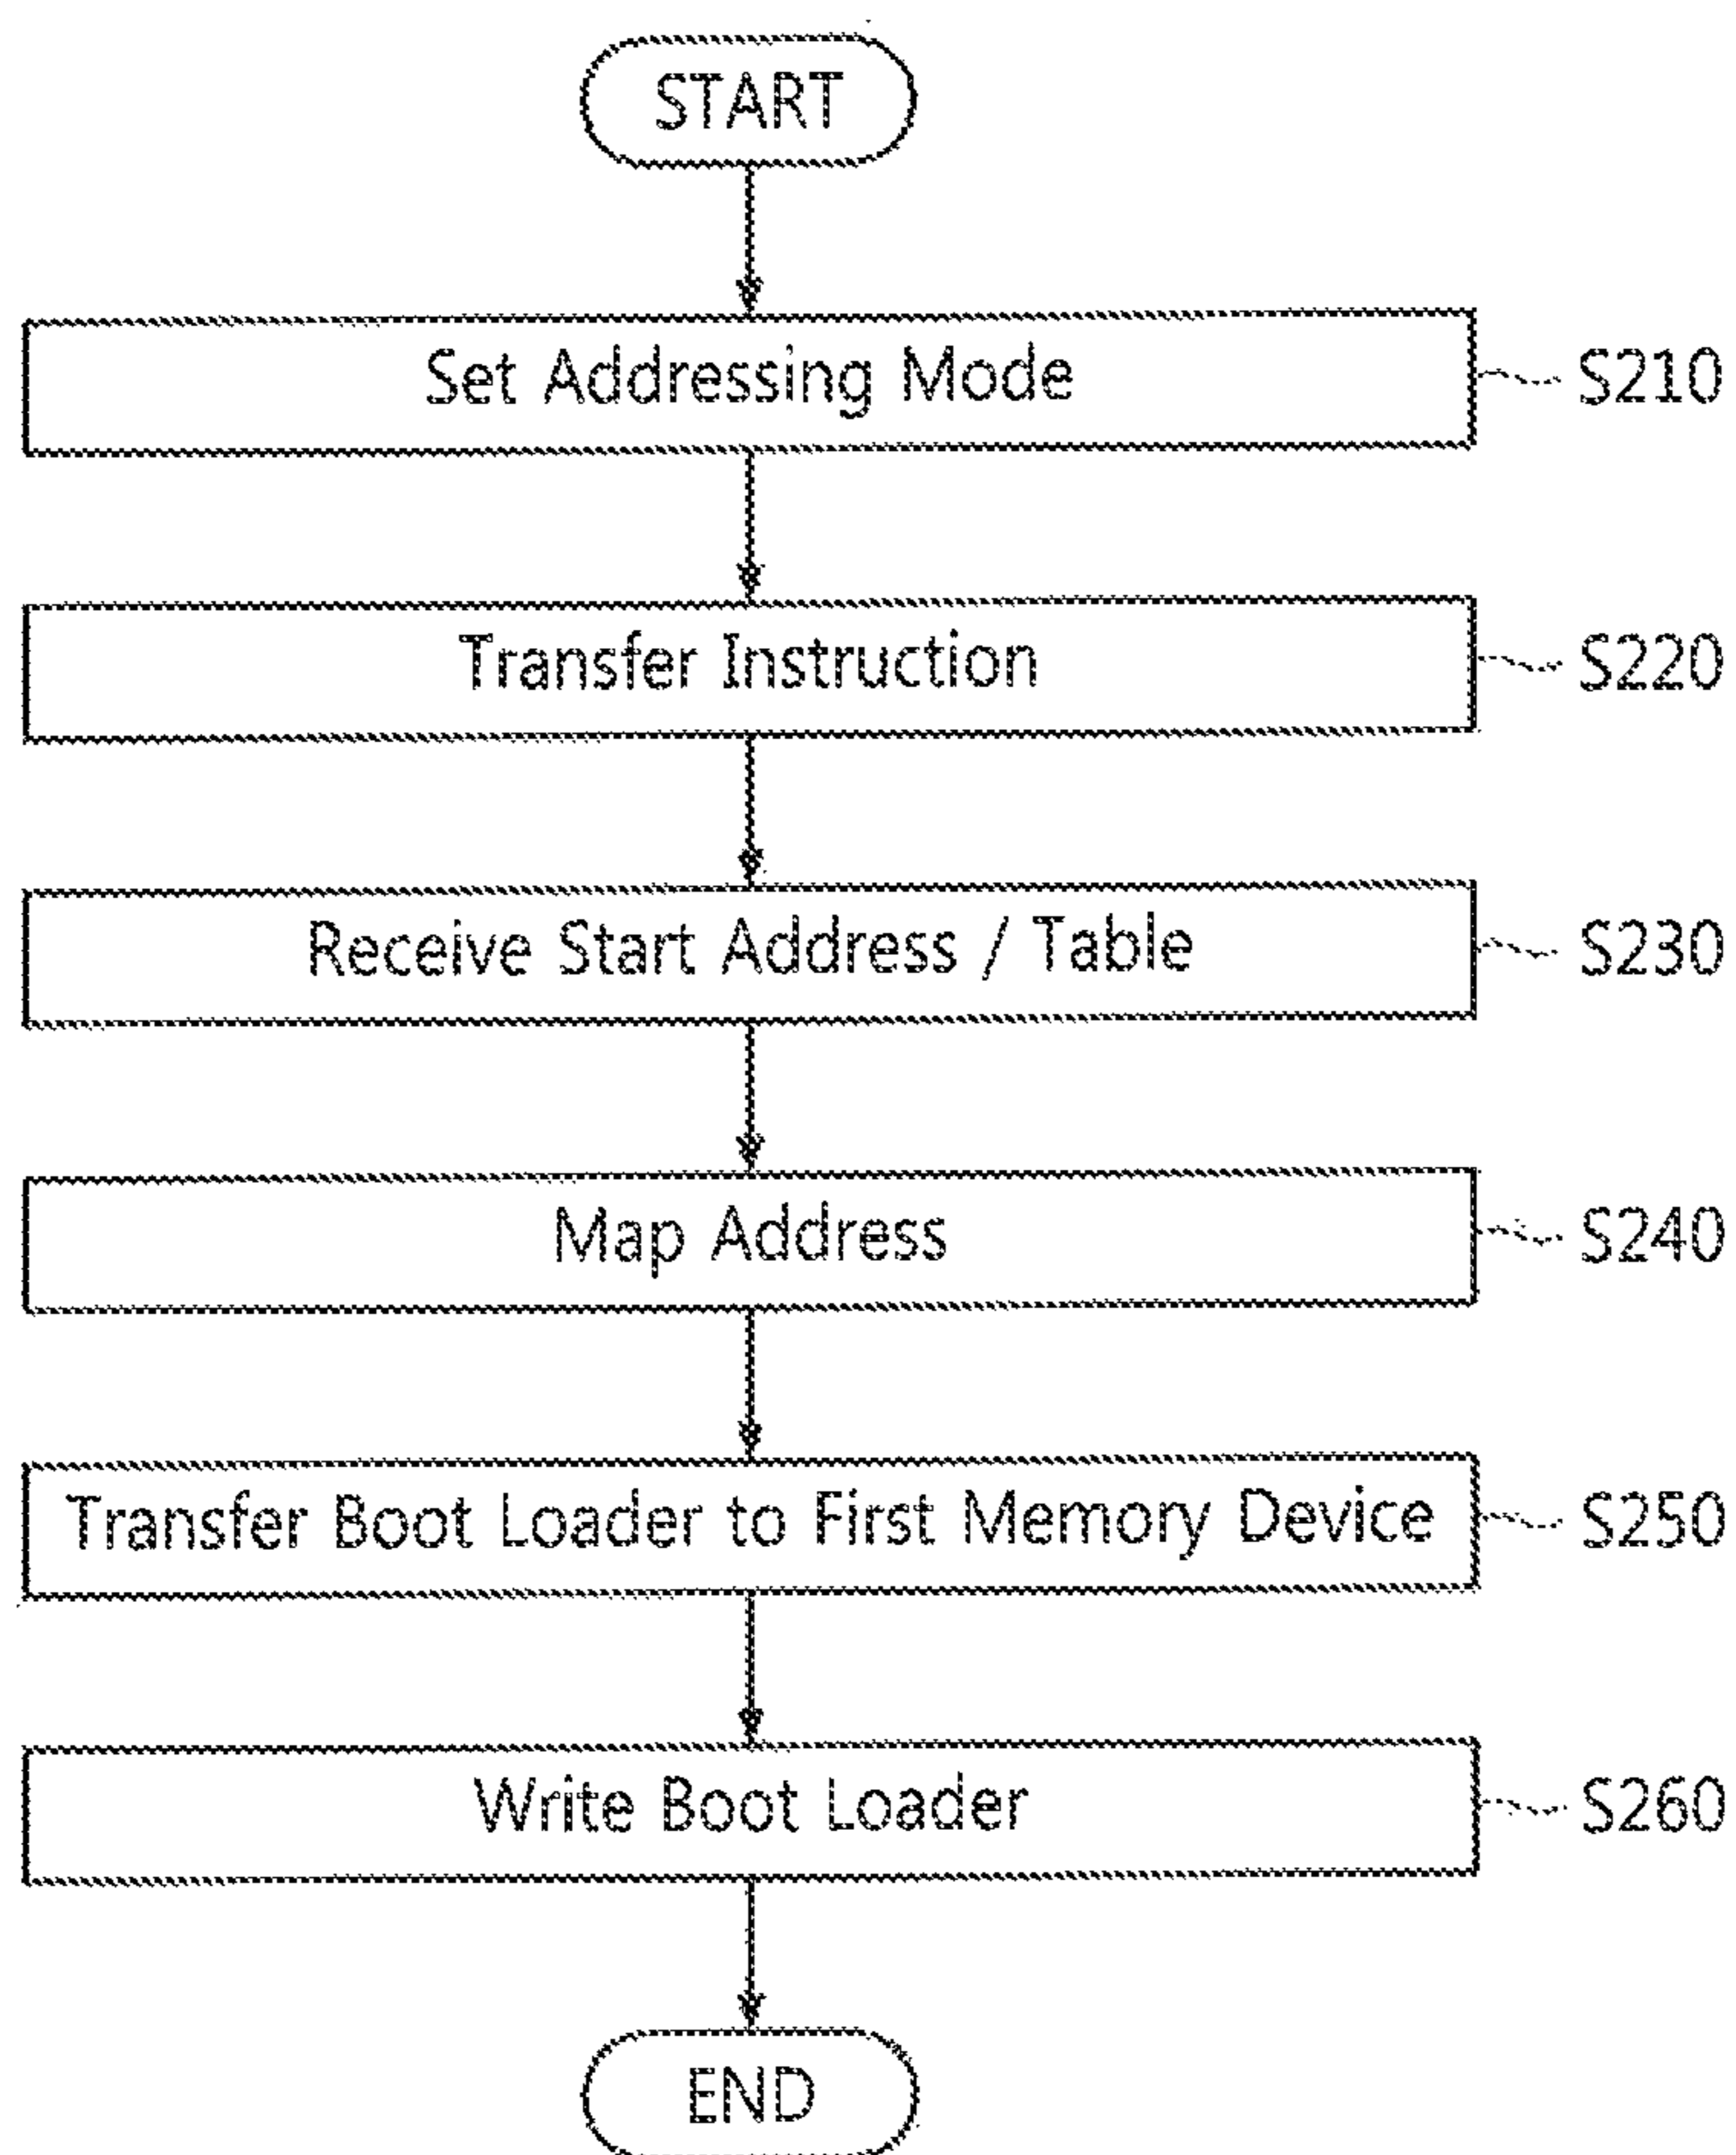 START
Set Addressing Mode S210
Transfer Instruction S220
Receive Start Address / Table S230
Map Address S240
Transfer Boot Loader to First Memory Device S250
Write Boot Loader S260
END